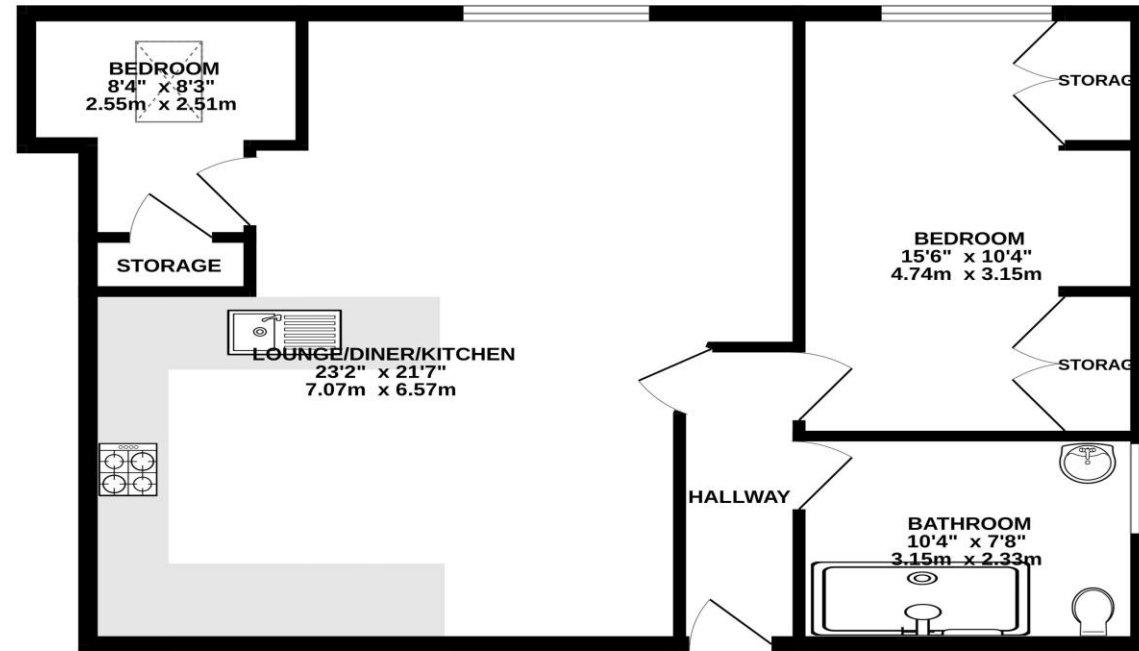 BEDROOM
8'4" x 8'3"
2.55m x 2.51m
STORAGE
LOUNGE/DINER/KITCHEN
23'2" x 21'7"
7.07m x 6.57m
STORAG
BEDROOM
15'6" x 10'4"
4.74m x 3.15m
STORAG
HALLWAY
BATHROOM
10'4" x 7'8"
3.15m x 2.33m